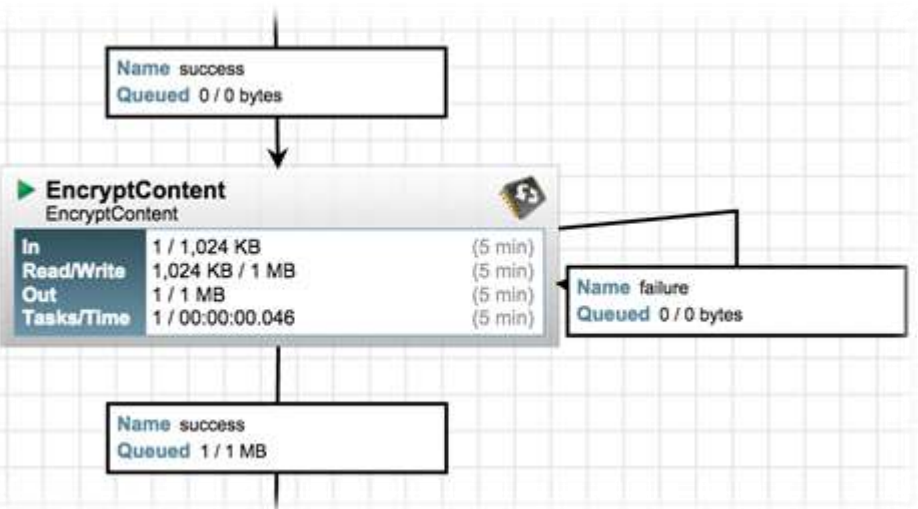 Name success
Queued 0 / 0 bytes
EncryptContent
EncryptContent
In 1 / 1,024 KB (5 min)
Read/Write 1,024 KB / 1 MB (5 min)
Out 1 / 1 MB (5 min)
Tasks/Time 1 / 00:00:00.046 (5 min)
Name failure
Queued 0 / 0 bytes
Name success
Queued 1 / 1 MB